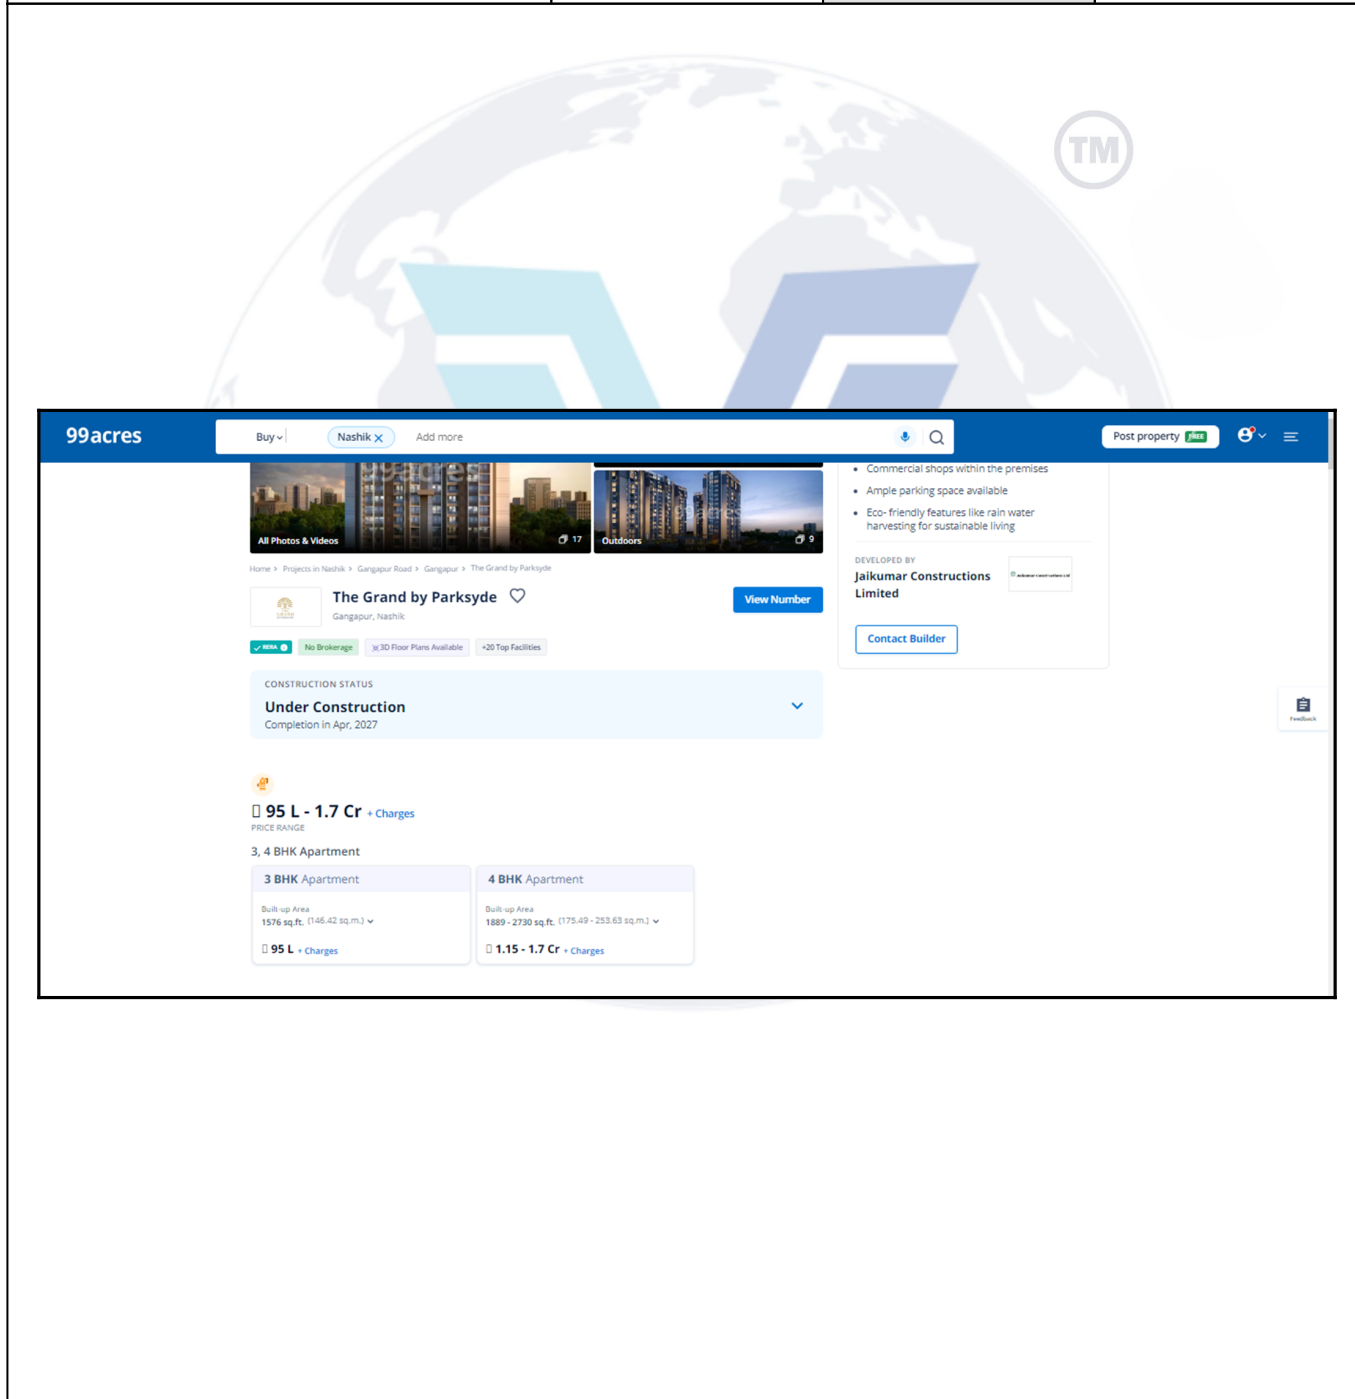 TM
99acres
Buy
Nashik X
Add more
Post property FREE
Commercial shops within the premises
Ample parking space available
Eco- friendly features like rain water
harvesting for sustainable living
99acres
99acres
All Photos & Videos
17
Outdoors
9
Home > Projects in Nashik > Gangapur Road > Gangapur > The Grand by Parksyde
DEVELOPED BY
Jaikumar Constructions
Limited
Jaikumar Constructions Ltd
Contact Builder
The Grand by Parksyde
Gangapur, Nashik
View Number
RERA
No Brokerage
3D Floor Plans Available
+20 Top Facilities
CONSTRUCTION STATUS
Under Construction
Completion in Apr, 2027
Feedback
95 L - 1.7 Cr + Charges
PRICE RANGE
3, 4 BHK Apartment
3 BHK Apartment
Built-up Area
1576 sq.ft. (146.42 sq.m.)
95 L + Charges
4 BHK Apartment
Built-up Area
1889 - 2730 sq.ft. (175.49 - 253.63 sq.m.)
1.15 - 1.7 Cr + Charges